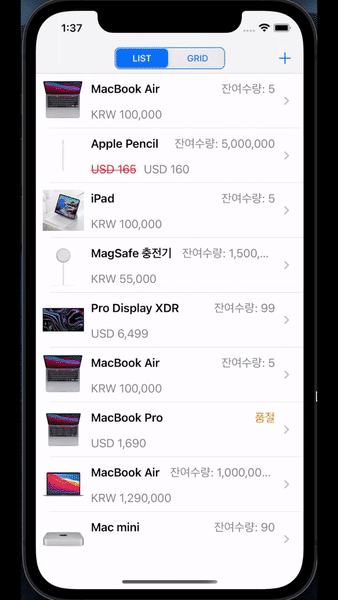 1:37
LIST GRID +
MacBook Air 잔여수량: 5
KRW 100,000
Apple Pencil 잔여수량: 5,000,000
USD 165 USD 160
iPad 잔여수량: 5
KRW 100,000
MagSafe 충전기 잔여수량: 1,500,...
KRW 55,000
Pro Display XDR 잔여수량: 99
USD 6,499
MacBook Air 잔여수량: 5
KRW 100,000
MacBook Pro 품절
USD 1,690
MacBook Air 잔여수량: 1,000,00...
KRW 1,290,000
Mac mini 잔여수량: 90